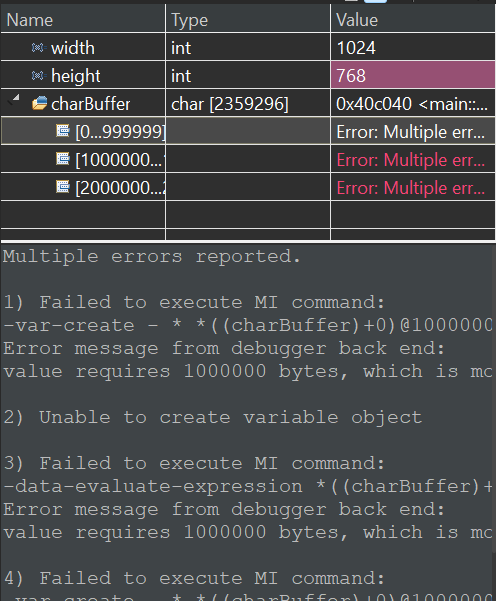 Name Type Value
width int 1024
height int 768
charBuffer char [2359296] 0x40c040 <main::...
[0...999999] Error: Multiple err...
[1000000... Error: Multiple err...
[2000000... Error: Multiple err...
Multiple errors reported.
1) Failed to execute MI command:
-var-create - * *((charBuffer)+0)@1000000
Error message from debugger back end:
value requires 1000000 bytes, which is mo
2) Unable to create variable object
3) Failed to execute MI command:
-data-evaluate-expression *((charBuffer)+
Error message from debugger back end:
value requires 1000000 bytes, which is mo
4) Failed to execute MI command:
-var-create - * *((charBuffer)+0)@1000000